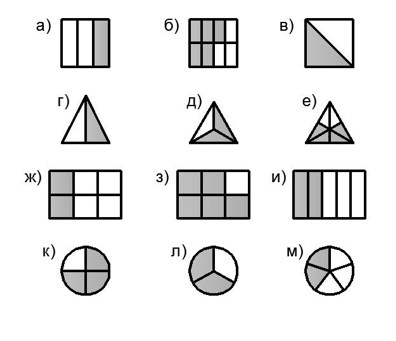 а) б) в)
г) д) е)
ж) з) и)
к) л) м)